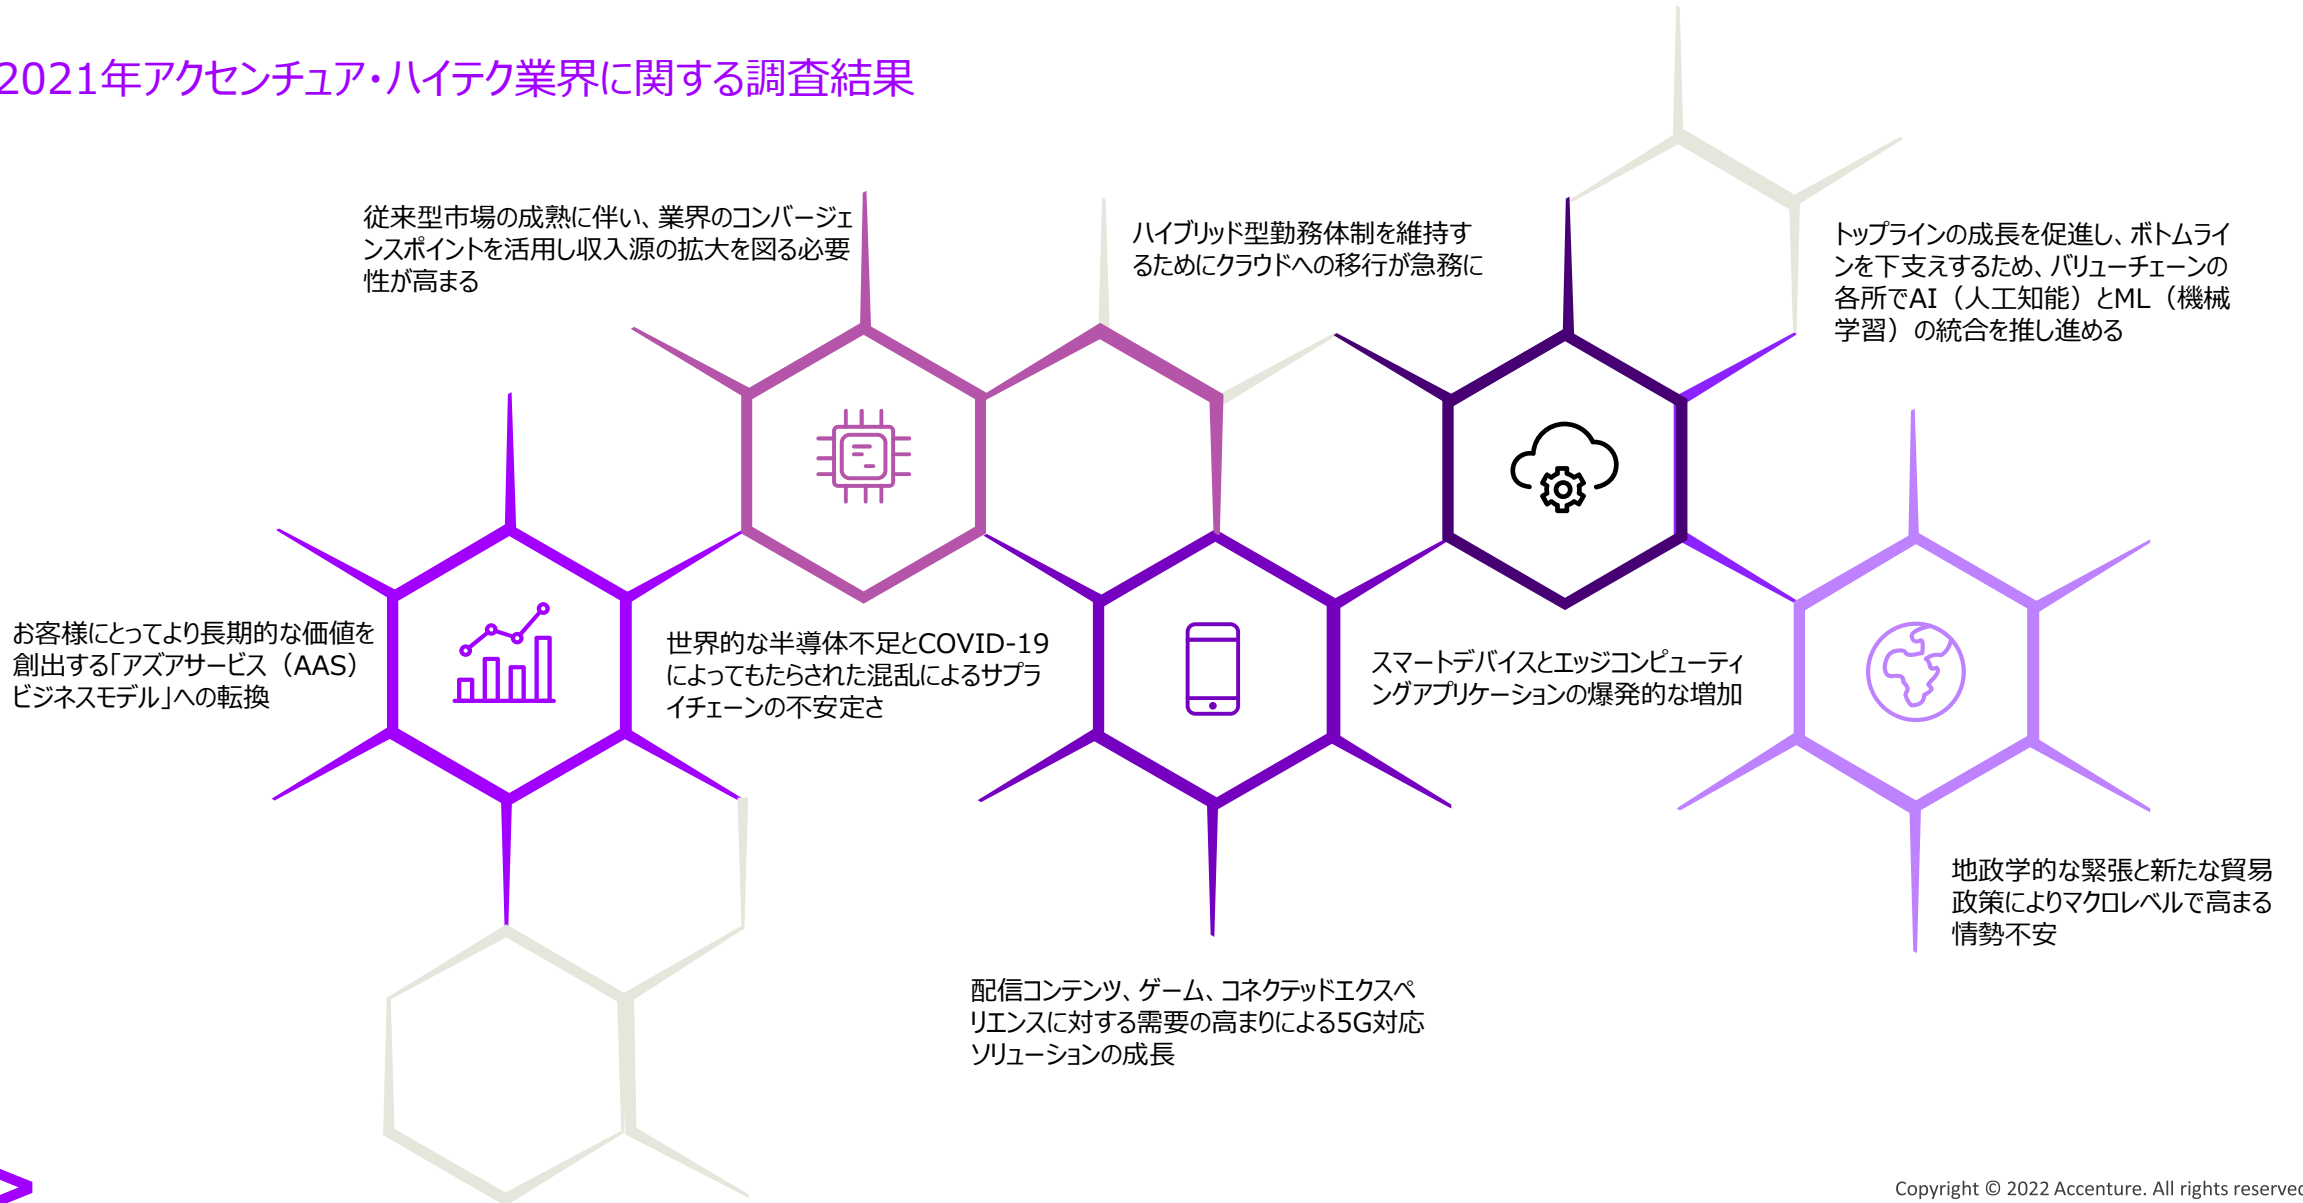 2021年アクセンチュア・ハイテク業界に関する調査結果
従来型市場の成熟に伴い、業界のコンバージェ
ンスポイントを活用し収入源の拡大を図る必要
性が高まる
ハイブリッド型勤務体制を維持す
るためにクラウドへの移行が急務に
トップラインの成長を促進し、ボトムライ
ンを下支えするため、バリューチェーンの
各所でAI（人工知能）とML（機械
学習）の統合を推し進める
お客様にとってより長期的な価値を
創出する「アズアサービス（AAS）
ビジネスモデル」への転換
世界的な半導体不足とCOVID-19
によってもたらされた混乱によるサプラ
イチェーンの不安定さ
スマートデバイスとエッジコンピューティ
ングアプリケーションの爆発的な増加
地政学的な緊張と新たな貿易
政策によりマクロレベルで高まる
情勢不安
配信コンテンツ、ゲーム、コネクテッドエクスペ
リエンスに対する需要の高まりによる5G対応
ソリューションの成長
Copyright © 2022 Accenture. All rights reserved